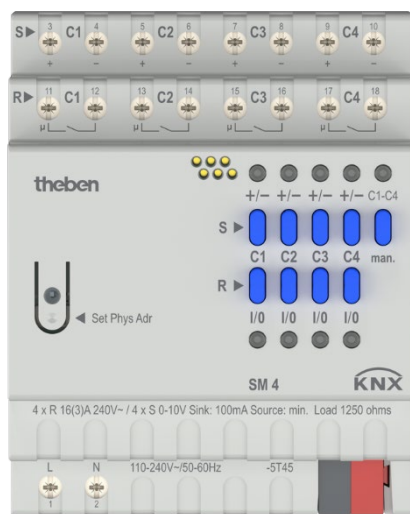 3 4 5 6 7 8 9 10
S▶ C1 C2 C3 C4
+ − + − + − + −
11 12 13 14 15 16 17 18
R▶ C1 C2 C3 C4
µ µ µ µ
theben
+/− +/− +/− +/− C1-C4
S ▶
C1 C2 C3 C4 man.
R ▶
I/0 I/0 I/0 I/0
◀ Set Phys Adr
SM 4 KNX
4 x R 16(3)A 240V~ / 4 x S 0-10V Sink: 100mA Source: min. Load 1250 ohms
L N 110-240V~/50-60Hz -5T45
1 2